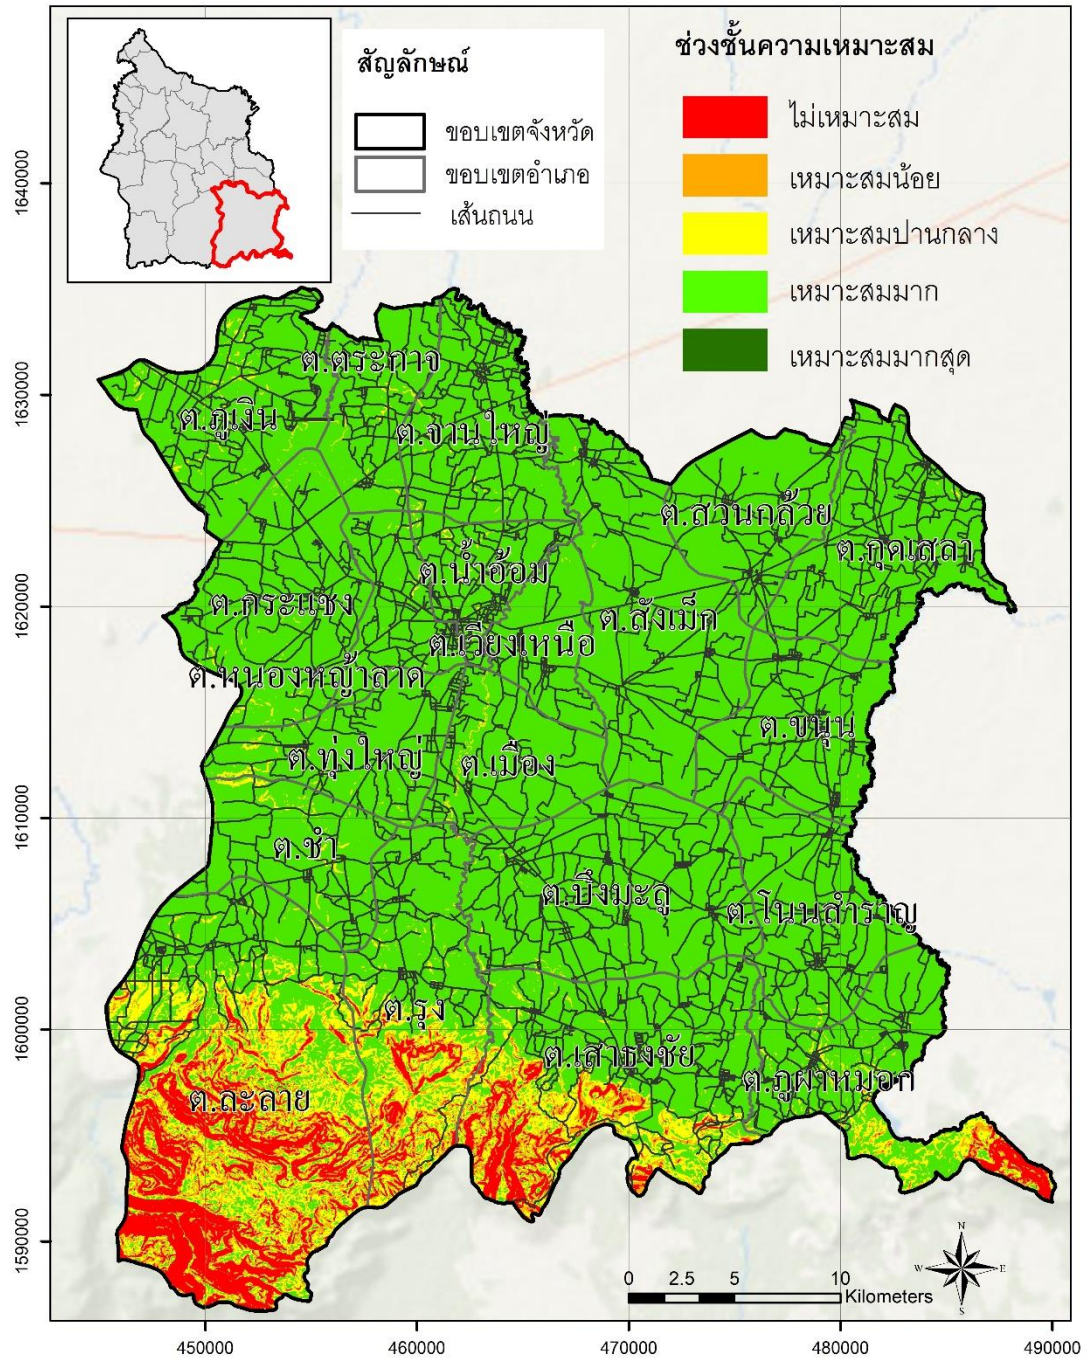 สัญลักษณ์
ขอบเขตจังหวัด
ขอบเขตอำเภอ
เส้นถนน
ช่วงชั้นความเหมาะสม
ไม่เหมาะสม
เหมาะสมน้อย
เหมาะสมปานกลาง
เหมาะสมมาก
เหมาะสมมากสุด
1640000
1630000
1620000
1610000
1600000
1590000
ต.ตระกาจ
ต.ภูเงิน
ต.จานใหญ่
ต.สวนกล้วย
ต.กุดเสลา
ต.น้ำอ้อม
ต.กระแชง
ต.สังเม็ก
ต.เวียงเหนือ
ต.หนองหญ้าลาด
ต.ขนุน
ต.ทุ่งใหญ่
ต.เมือง
ต.ชำ
ต.บึงมะลู
ต.โนนสำราญ
ต.รุง
ต.เสาธงชัย
ต.ภูผาหมอก
ต.ละลาย
N
W E
S
0 2.5 5 10
Kilometers
450000 460000 470000 480000 490000